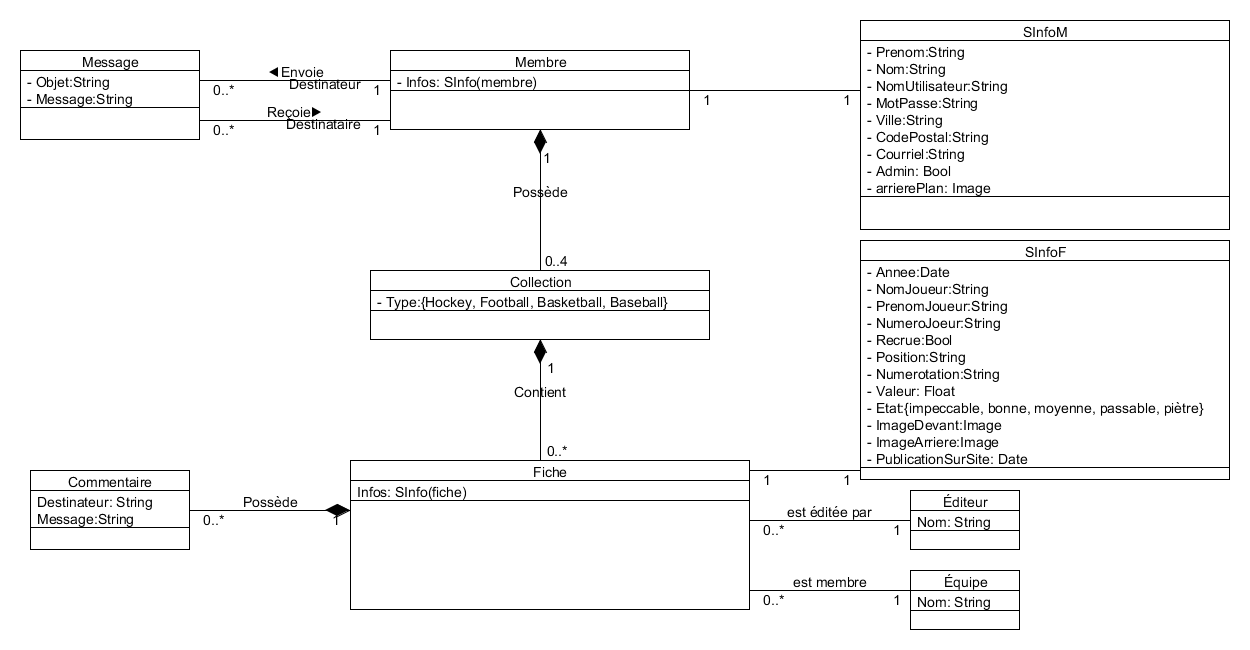 Message
- Objet:String
- Message:String
◄Envoie
Destinateur
0..*
1
Reçoie►
Destinataire
0..*
1
Membre
- Infos: SInfo(membre)
1
1
SInfoM
- Prenom:String
- Nom:String
- NomUtilisateur:String
- MotPasse:String
- Ville:String
- CodePostal:String
- Courriel:String
- Admin: Bool
- arrierePlan: Image
1
Possède
0..4
Collection
- Type:{Hockey, Football, Basketball, Baseball}
1
Contient
0..*
SInfoF
- Annee:Date
- NomJoueur:String
- PrenomJoueur:String
- NumeroJoeur:String
- Recrue:Bool
- Position:String
- Numerotation:String
- Valeur: Float
- Etat:{impeccable, bonne, moyenne, passable, piètre}
- ImageDevant:Image
- ImageArriere:Image
- PublicationSurSite: Date
Commentaire
Destinateur: String
Message:String
Possède
0..*
1
Fiche
Infos: SInfo(fiche)
1
1
est éditée par
0..*
1
Éditeur
Nom: String
est membre
0..*
1
Équipe
Nom: String